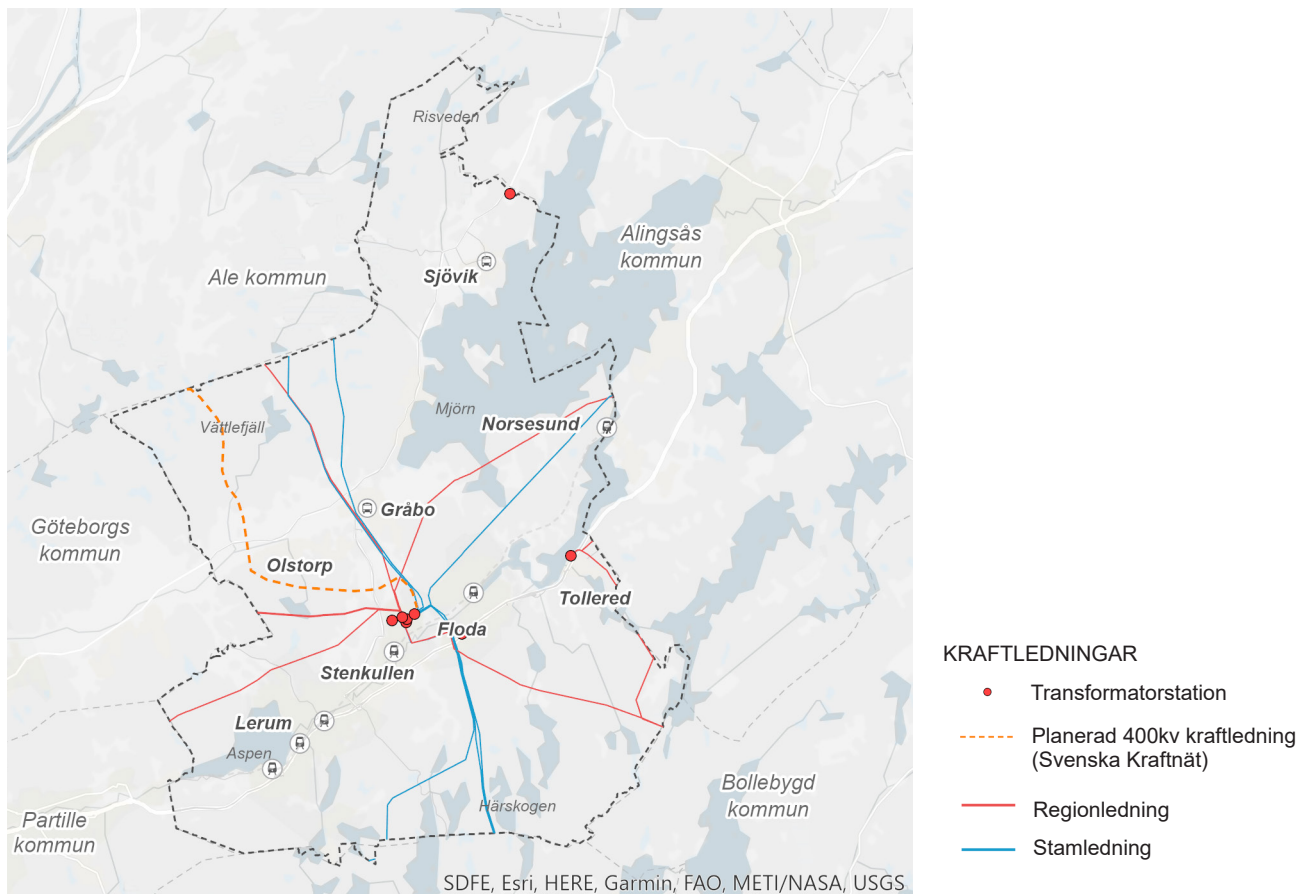 Risveden
Alingsås
kommun
Ale kommun
Sjövik
Mjörn
Norsesund
Vättlefjäll
Gråbo
Göteborgs
kommun
Olstorp
Tollered
Floda
Stenkullen
Lerum
Aspen
Härskogen
Bollebygd
kommun
Partille
kommun
SDFE, Esri, HERE, Garmin, FAO, METI/NASA, USGS
KRAFTLEDNINGAR
Transformatorstation
Planerad 400kv kraftledning
(Svenska Kraftnät)
Regionledning
Stamledning